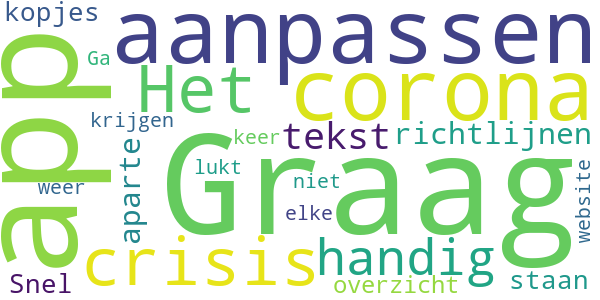 kopjes
aanpassen
Ga
app
Het
corona
krijgen
keer
tekst
richtlijnen
Graag
aparte
lukt
niet
weer
elke
website
crisis
handig
Snel
overzicht
staan